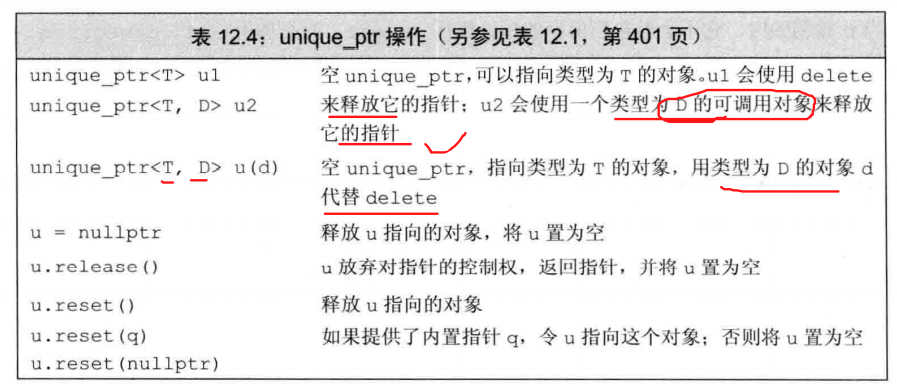 表 12.4：unique_ptr 操作（另参见表 12.1，第 401 页）
unique_ptr<T> u1 空 unique_ptr，可以指向类型为 T 的对象。u1 会使用 delete
unique_ptr<T, D> u2 来释放它的指针；u2 会使用一个类型为 D 的可调用对象来释放
它的指针
unique_ptr<T, D> u(d) 空 unique_ptr，指向类型为 T 的对象，用类型为 D 的对象 d
代替 delete
u = nullptr 释放 u 指向的对象，将 u 置为空
u.release() u 放弃对指针的控制权，返回指针，并将 u 置为空
u.reset() 释放 u 指向的对象
u.reset(q) 如果提供了内置指针 q，令 u 指向这个对象；否则将 u 置为空
u.reset(nullptr)